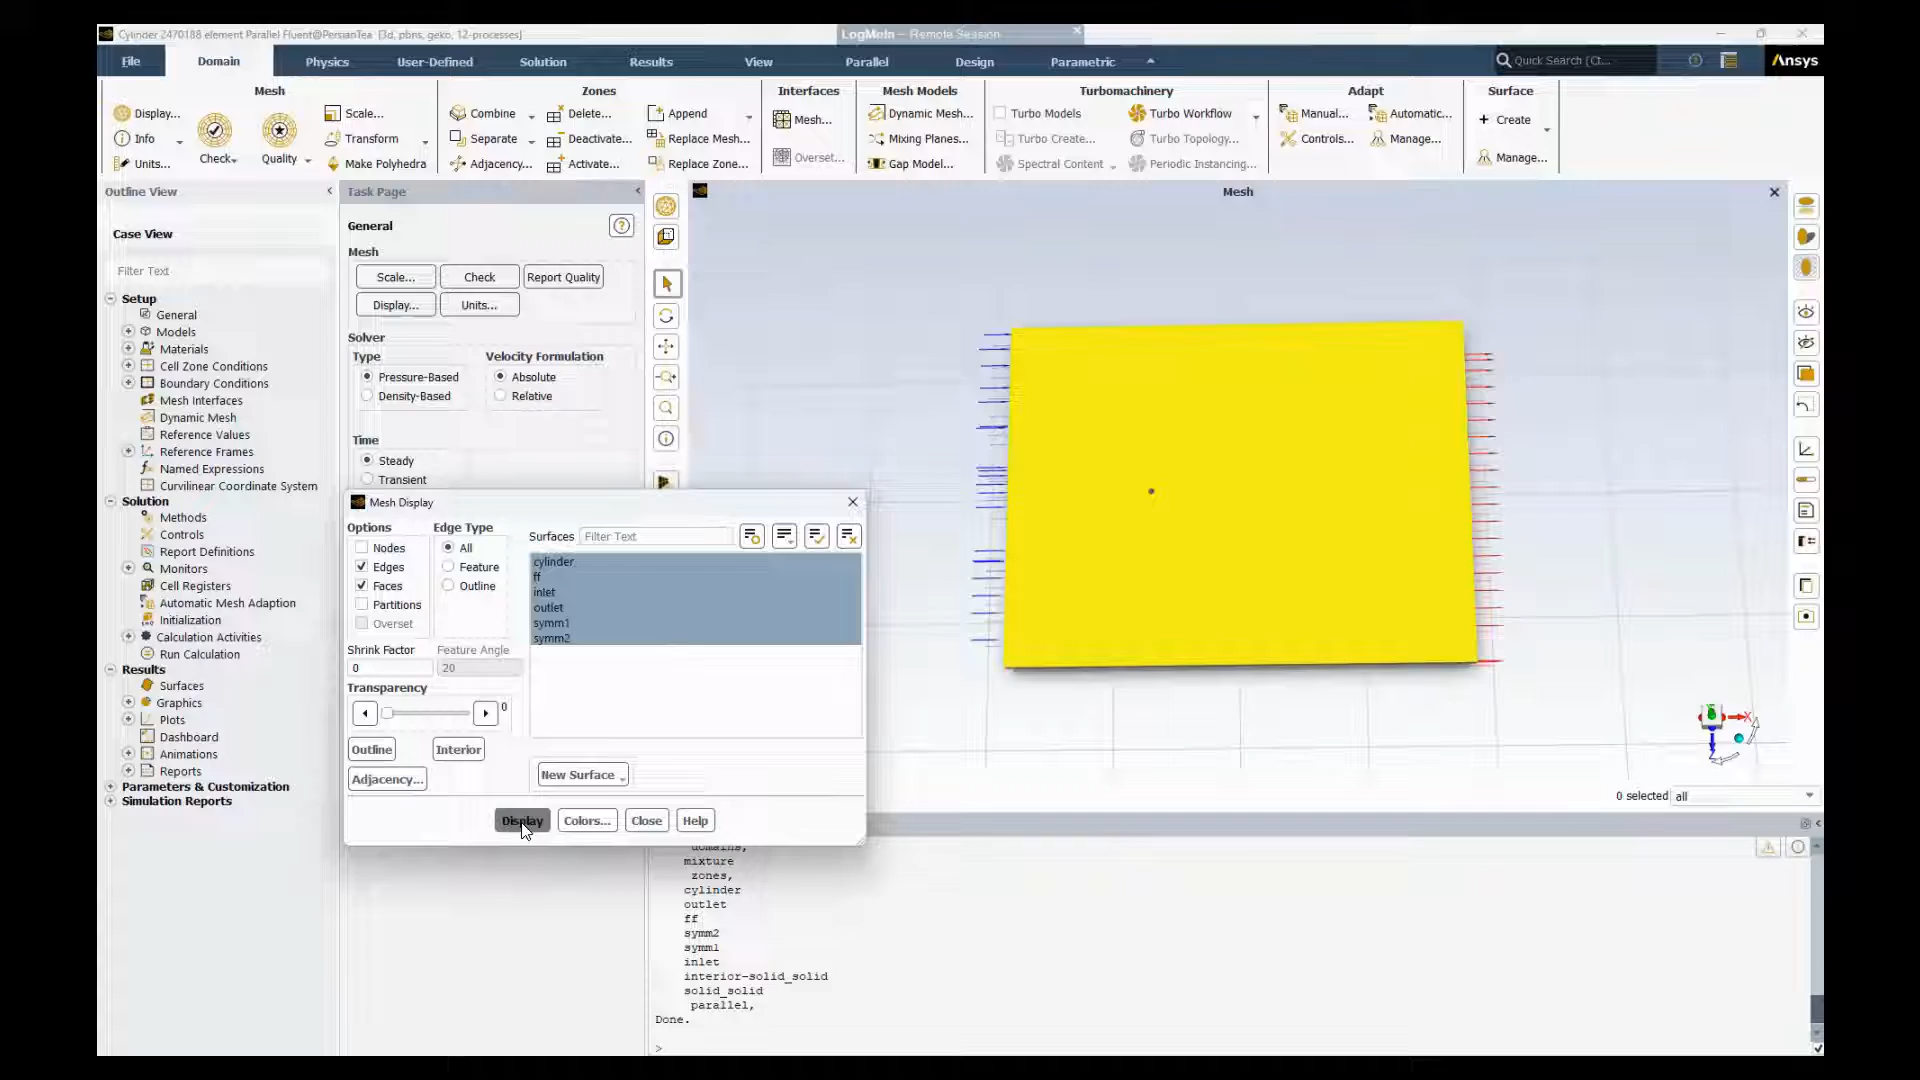 Cylinder 2470188 element Parallel Fluent@PersianTea [3d, pbns, geko, 12-processes]
LogMeIn — Remote Session
File Domain Physics User-Defined Solution Results View Parallel Design Parametric
Quick Search (Ct...
Ansys
Mesh Zones Interfaces Mesh Models Turbomachinery Adapt Surface
Display... Scale... Combine Delete... Append Mesh... Dynamic Mesh... Turbo Models Turbo Workflow Manual... Automatic... Create
Info Check Quality Transform Separate Deactivate... Replace Mesh... Mixing Planes... Turbo Create... Turbo Topology... Controls... Manage...
Units... Make Polyhedra Adjacency... Activate... Replace Zone... Overset... Gap Model... Spectral Content Periodic Instancing... Manage...
Outline View
Case View
Filter Text
Setup
General
Models
Materials
Cell Zone Conditions
Boundary Conditions
Mesh Interfaces
Dynamic Mesh
Reference Values
Reference Frames
Named Expressions
Curvilinear Coordinate System
Solution
Methods
Controls
Report Definitions
Monitors
Cell Registers
Automatic Mesh Adaption
Initialization
Calculation Activities
Run Calculation
Results
Surfaces
Graphics
Plots
Dashboard
Animations
Reports
Parameters & Customization
Simulation Reports
Task Page
General
Mesh
Scale... Check Report Quality
Display... Units...
Solver
Type Velocity Formulation
Pressure-Based Absolute
Density-Based Relative
Time
Steady
Transient
Mesh Display
Options Edge Type Surfaces Filter Text
Nodes All
Edges Feature
Faces Outline
Partitions
Overset
cylinder
ff
inlet
outlet
symm1
symm2
Shrink Factor Feature Angle
0 20
Transparency
0
Outline Interior
Adjacency...
New Surface
Display Colors... Close Help
Mesh
X
0 selected all
domains,
mixture
zones,
cylinder
outlet
ff
symm2
symm1
inlet
interior-solid_solid
solid_solid
parallel,
Done.
>